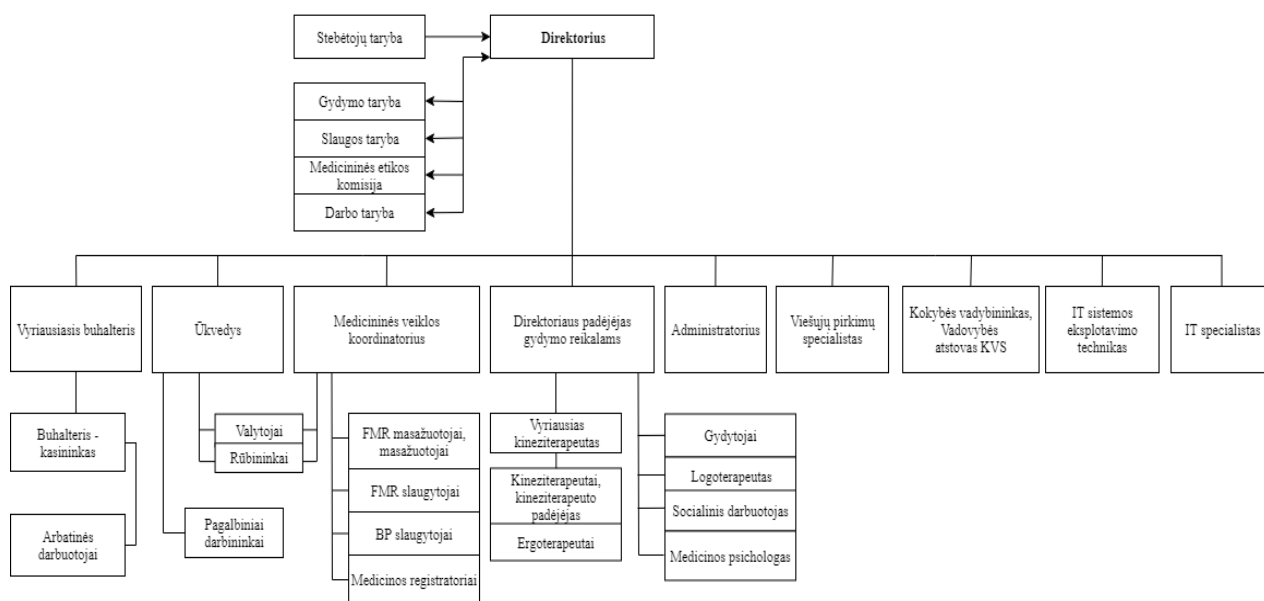 Stebėtojų taryba
Direktorius
Gydymo taryba
Slaugos taryba
Medicininės etikos
komisija
Darbo taryba
Vyriausiasis buhalteris
Ūkvedys
Medicininės veiklos
koordinatorius
Direktoriaus padėjėjas
gydymo reikalams
Administratorius
Viešųjų pirkimų
specialistas
Kokybės vadybininkas,
Vadovybės
atstovas KVS
IT sistemos
eksplotavimo
technikas
IT specialistas
Buhalteris -
kasininkas
Arbatinės
darbuotojai
Valytojai
Rūbininkai
Pagalbiniai
darbininkai
FMR masažuotojai,
masažuotojai
FMR slaugytojai
BP slaugytojai
Medicinos registratoriai
Vyriausias
kineziterapeutas
Kineziterapeutai,
kineziterapeuto
padėjėjas
Ergoterapeutai
Gydytojai
Logoterapeutas
Socialinis darbuotojas
Medicinos psichologas